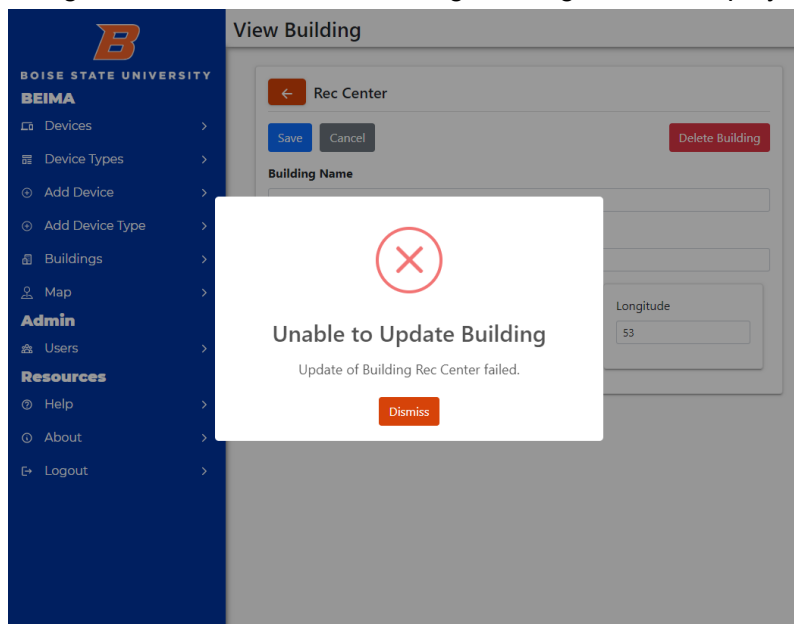 View Building
B
BOISE STATE UNIVERSITY
BEIMA
Devices
Device Types
Add Device
Add Device Type
Buildings
Map
Admin
Users
Resources
Help
About
Logout
Rec Center
Save Cancel Delete Building
Building Name
Longitude
53
Unable to Update Building
Update of Building Rec Center failed.
Dismiss